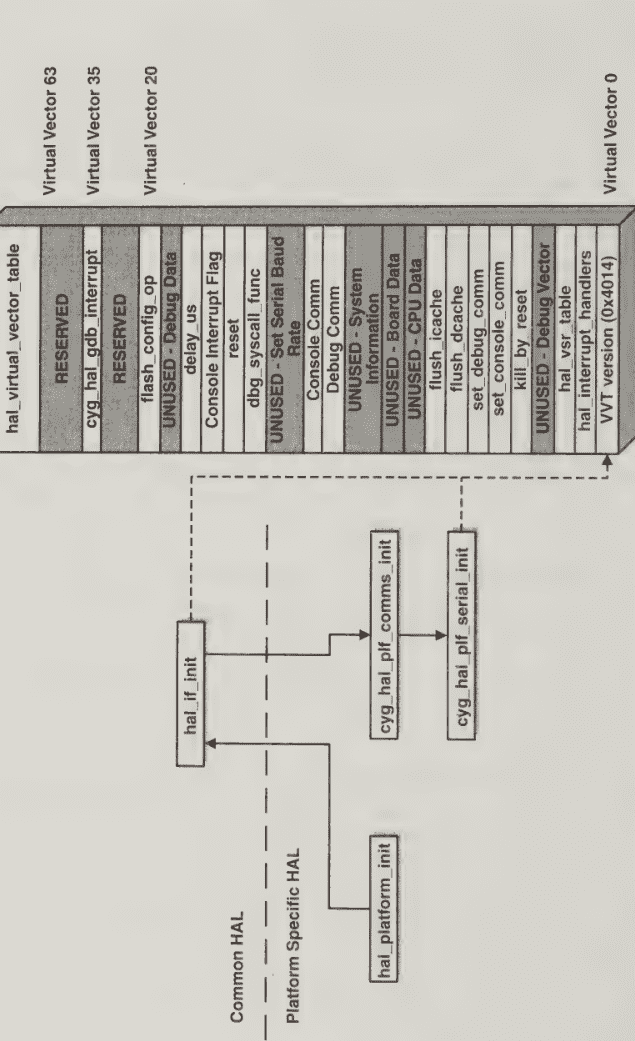 hal_virtual_vector_table
RESERVED
Virtual Vector 63
cyg_hal_gdb_interrupt
Virtual Vector 35
RESERVED
flash_config_op
Virtual Vector 20
UNUSED - Debug Data
delay_us
Console Interrupt Flag
reset
dbg_syscall_func
UNUSED - Set Serial Baud
Rate
Console Comm
Debug Comm
UNUSED - System
Information
UNUSED - Board Data
UNUSED - CPU Data
flush_icache
flush_dcache
set_debug_comm
set_console_comm
kill_by_reset
UNUSED - Debug Vector
hal_vsr_table
hal_interrupt_handlers
VVT version (0x4014)
Virtual Vector 0
hal_if_init
Common HAL
Platform Specific HAL
hal_platform_init
cyg_hal_plf_comms_init
cyg_hal_plf_serial_init